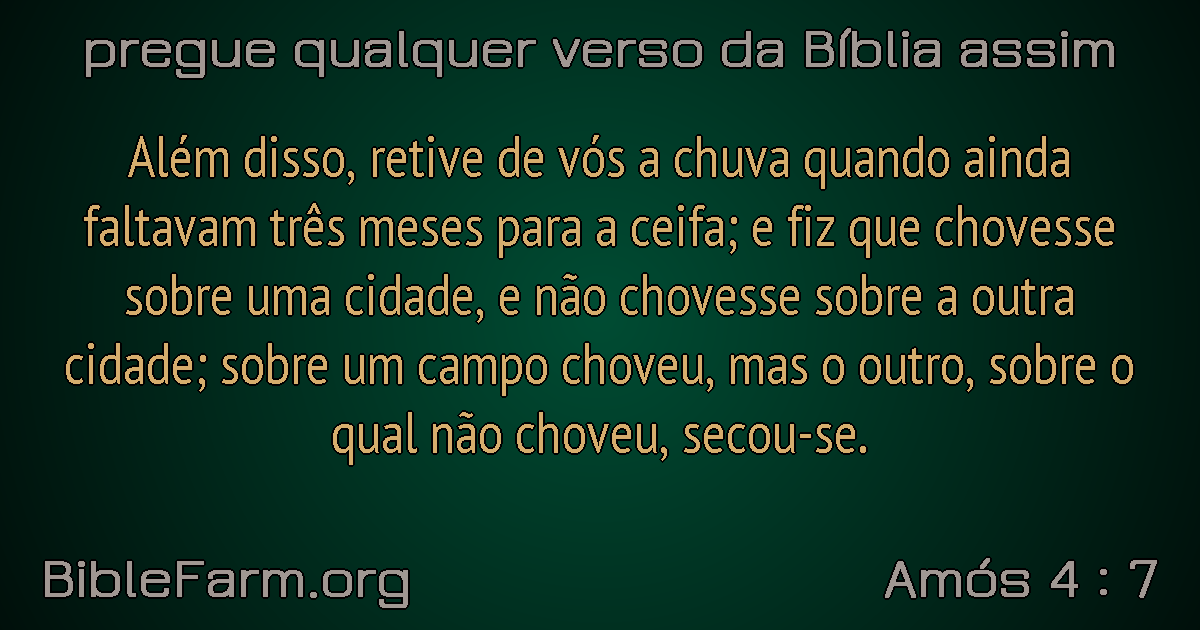 pregue qualquer verso da Bíblia assim
Além disso, retive de vós a chuva quando ainda
faltavam três meses para a ceifa; e fiz que chovesse
sobre uma cidade, e não chovesse sobre a outra
cidade; sobre um campo choveu, mas o outro, sobre o
qual não choveu, secou-se.
BibleFarm.org
Amós 4 : 7